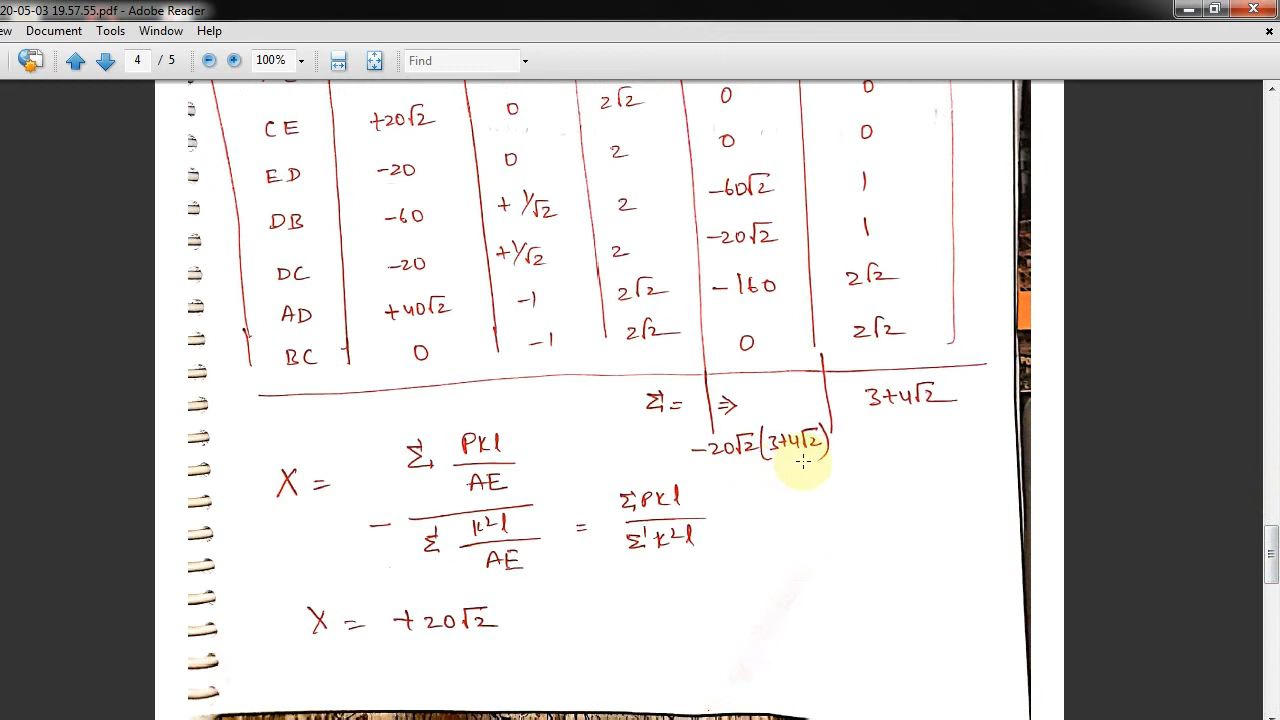 20-05-03 19.57.55.pdf - Adobe Reader
ew Document Tools Window Help
4 / 5 100% Find
0 0
CE +20√2 0 2√2 0 0
ED -20 0 2 -60√2 1
DB -60 +1/√2 2 -20√2 1
DC -20 +1/√2 2 -160 2√2
AD +40√2 -1 2√2 0 2√2
BC 0 -1 2√2
Σ = ⇒ 3+4√2
-20√2(3+4√2)
X = - Σ PKl/AE / Σ K²l/AE = ΣPKl / ΣK²l
X = +20√2